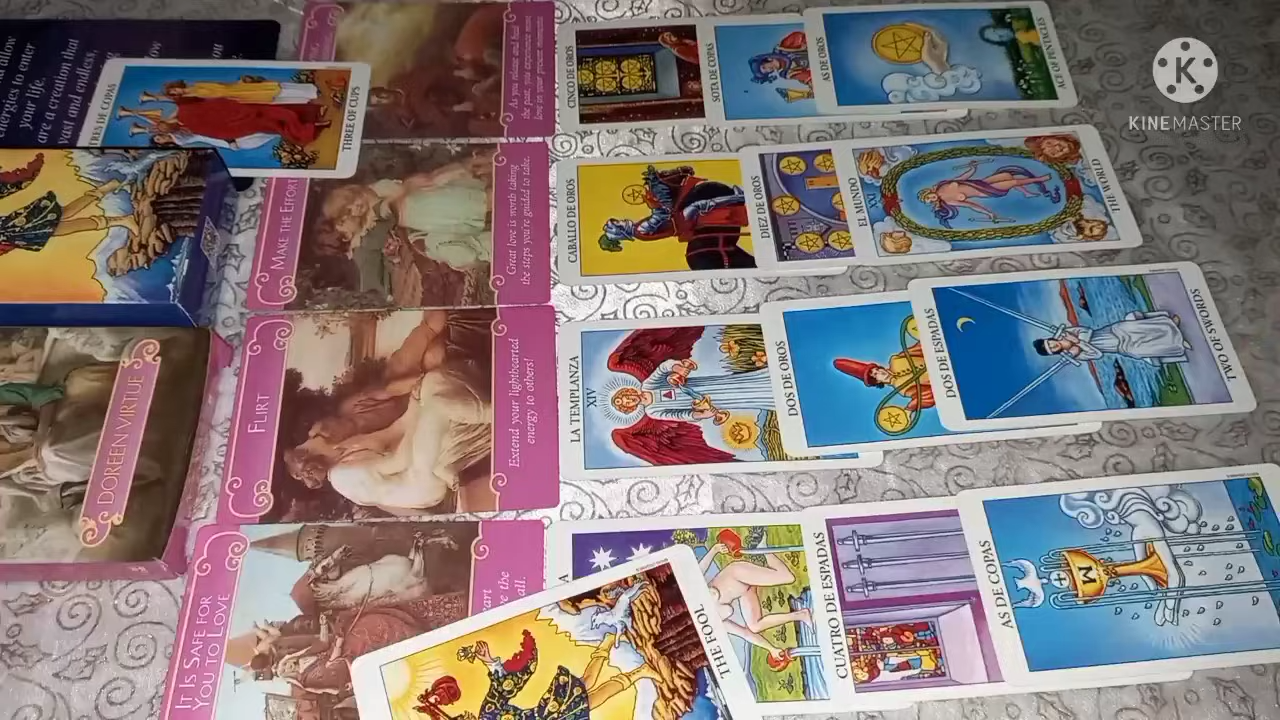 d allow
energies to enter
your life.
are a creation that
vast and endless,
TRES DE COPAS
THREE OF CUPS
As you release and heal
the past, you experience more
love in your present moments!
CINCO DE OROS
SOTA DE COPAS
AS DE OROS
ACE OF PENTACLES
KINEMASTER
MAKE THE EFFORT
Great love is worth taking
the steps you're guided to take.
CABALLO DE OROS
DIEZ DE OROS
EL MUNDO
XXI
THE WORLD
DOREEN VIRTUE
FLIRT
Extend your lighthearted
energy to others!
LA TEMPLANZA
XIV
DOS DE OROS
DOS DE ESPADAS
TWO OF SWORDS
IT IS SAFE FOR
YOU TO LOVE
THE FOOL
CUATRO DE ESPADAS
AS DE COPAS